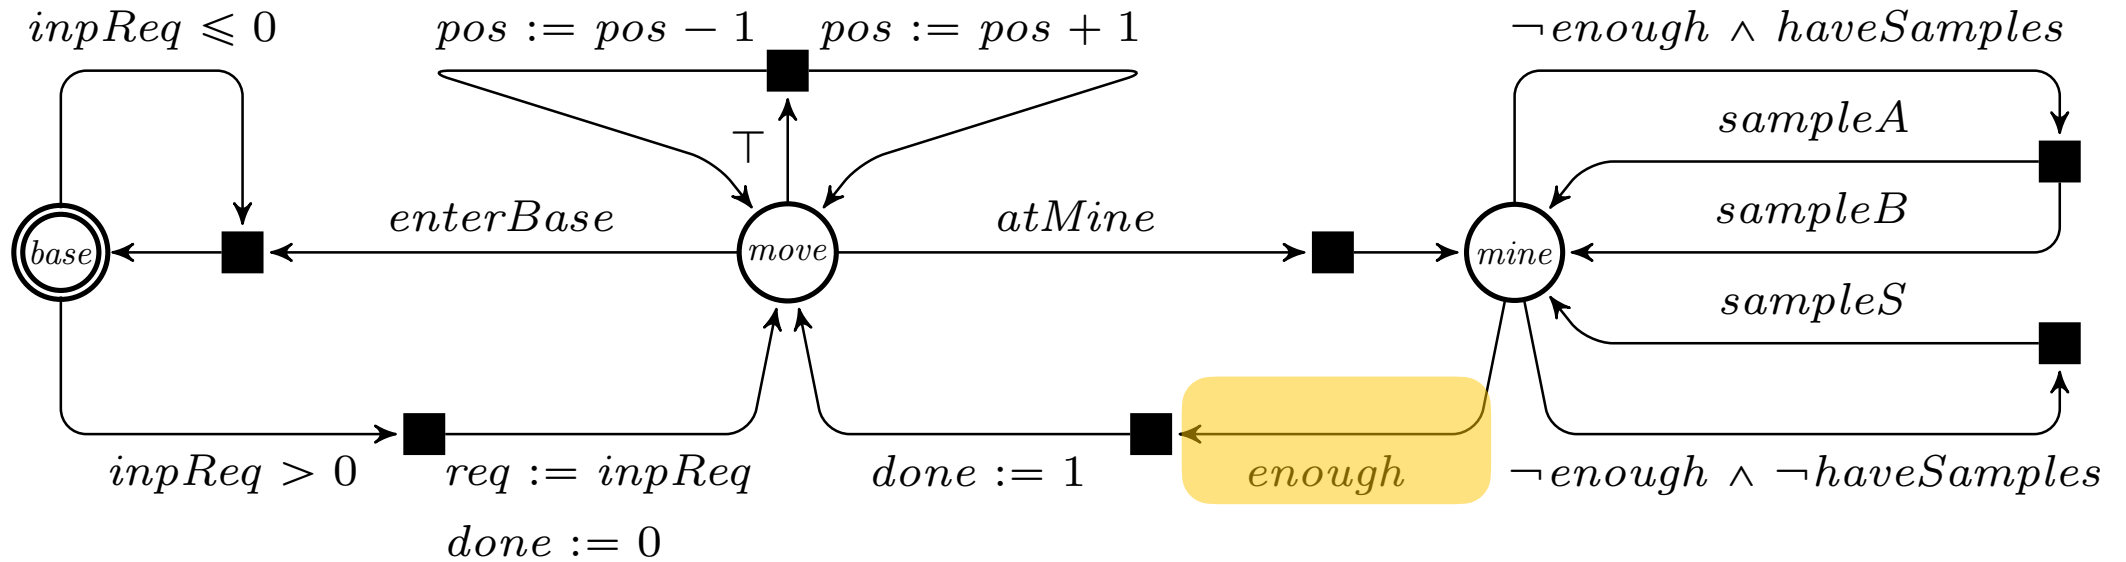 inpReq ⩽ 0
pos := pos − 1
pos := pos + 1
¬enough ∧ haveSamples
⊤
sampleA
enterBase
atMine
sampleB
base
move
mine
sampleS
inpReq > 0
req := inpReq
done := 0
done := 1
enough
¬enough ∧ ¬haveSamples